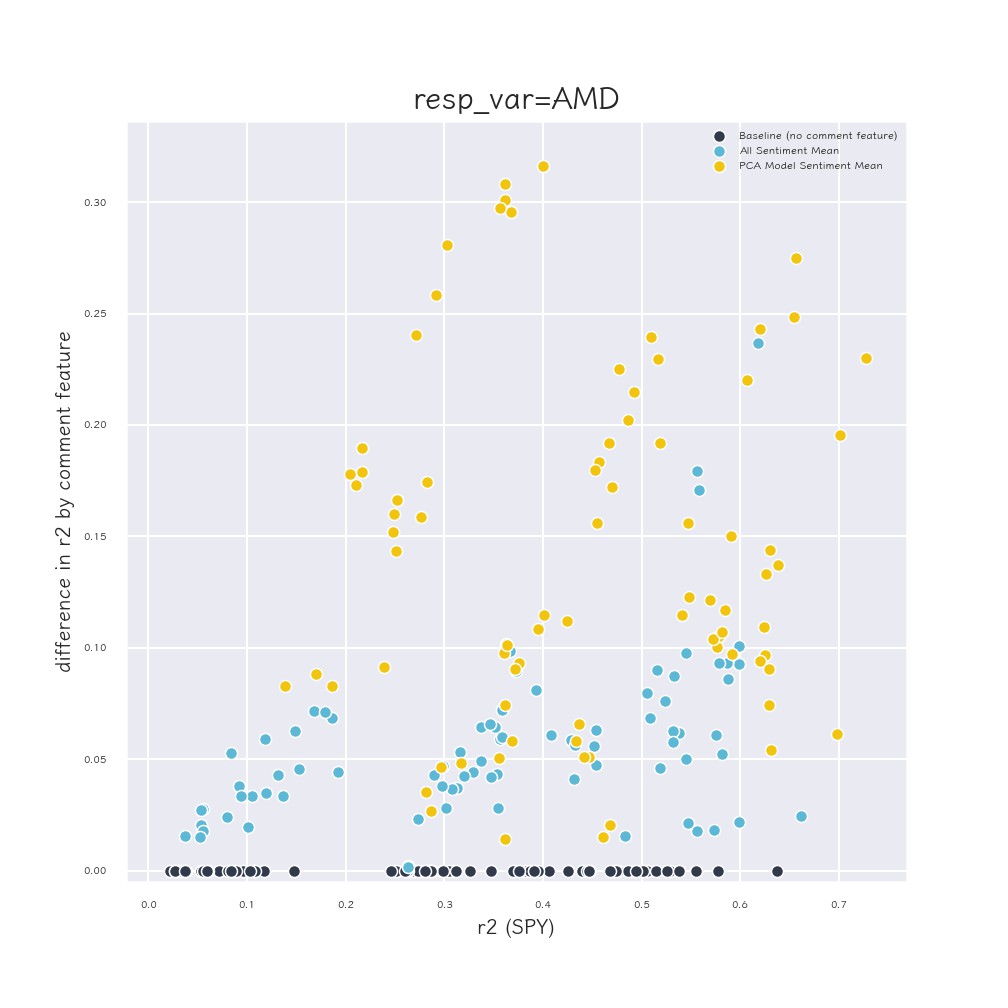 resp_var=AMD
Baseline (no comment feature)
All Sentiment Mean
PCA Model Sentiment Mean
difference in r2 by comment feature
0.30
0.25
0.20
0.15
0.10
0.05
0.00
0.0 0.1 0.2 0.3 0.4 0.5 0.6 0.7
r2 (SPY)